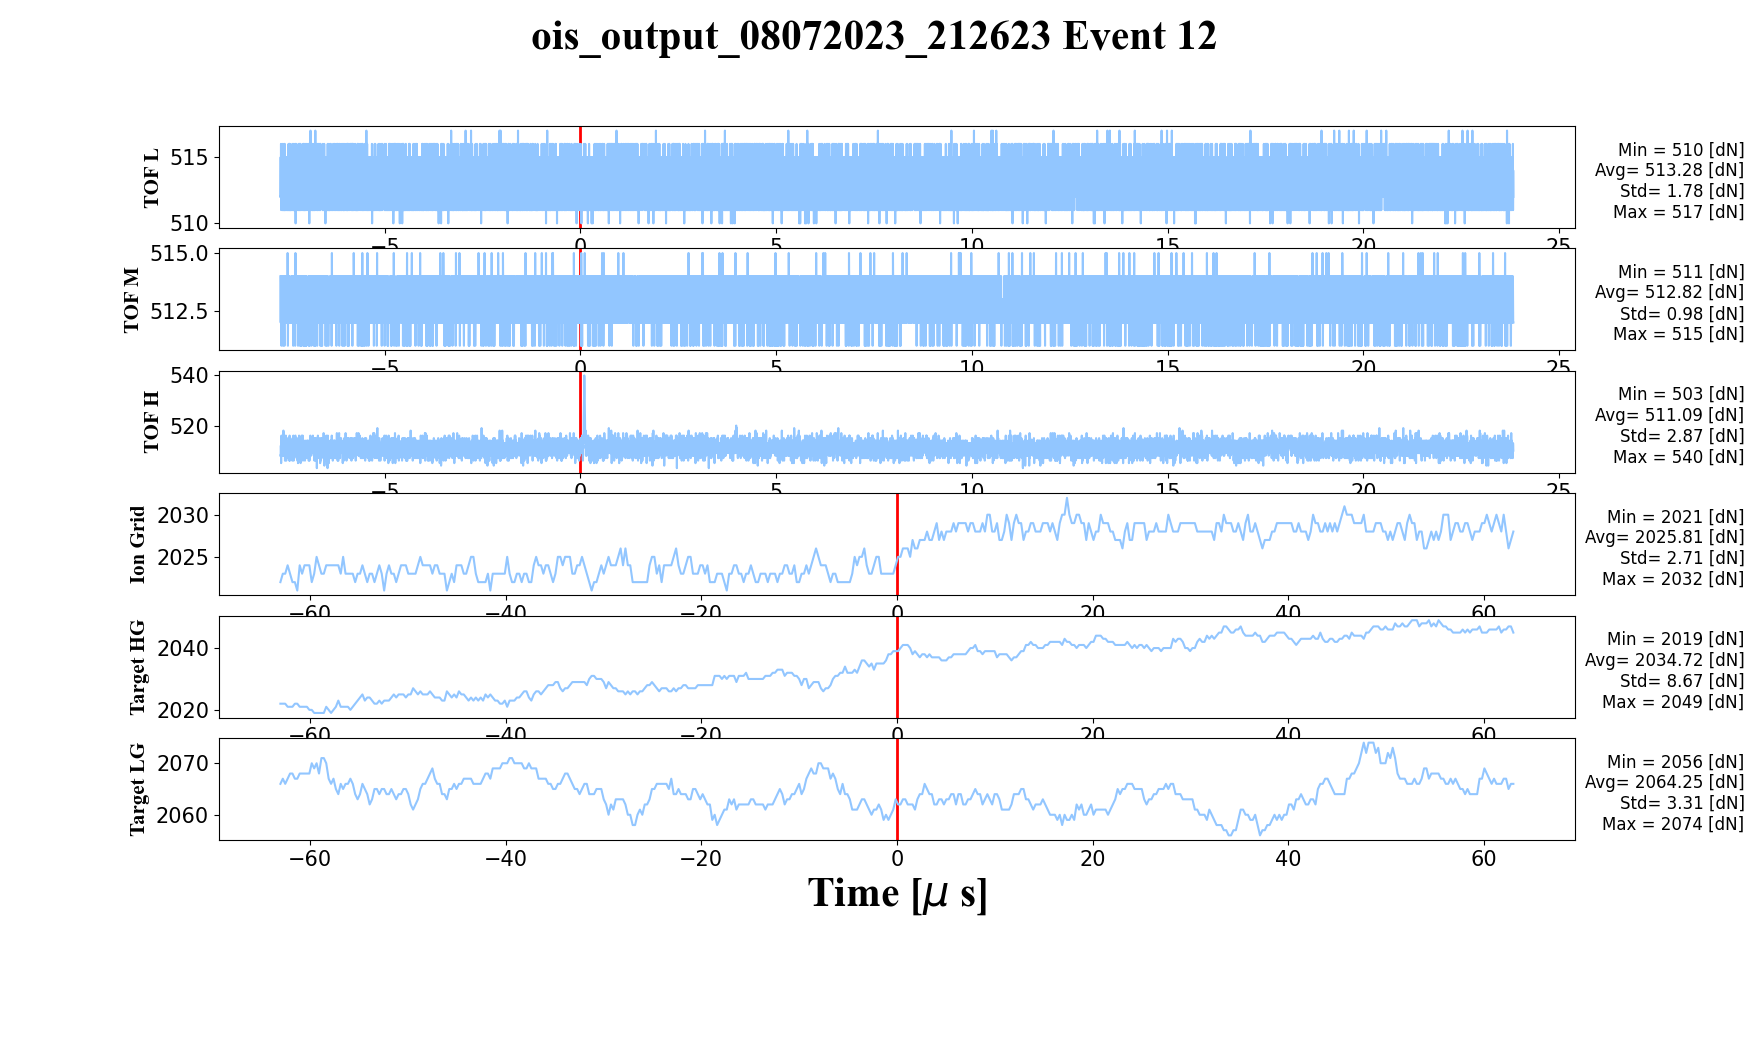 ois_output_08072023_212623 Event 12
TOF L
515
510
−5 0 5 10 15 20 25
Min = 510 [dN]
Avg= 513.28 [dN]
Std= 1.78 [dN]
Max = 517 [dN]
TOF M
515.0
512.5
−5 0 5 10 15 20 25
Min = 511 [dN]
Avg= 512.82 [dN]
Std= 0.98 [dN]
Max = 515 [dN]
TOF H
540
520
−5 0 5 10 15 20 25
Min = 503 [dN]
Avg= 511.09 [dN]
Std= 2.87 [dN]
Max = 540 [dN]
Ion Grid
2030
2025
−60 −40 −20 0 20 40 60
Min = 2021 [dN]
Avg= 2025.81 [dN]
Std= 2.71 [dN]
Max = 2032 [dN]
Target HG
2040
2020
−60 −40 −20 0 20 40 60
Min = 2019 [dN]
Avg= 2034.72 [dN]
Std= 8.67 [dN]
Max = 2049 [dN]
Target LG
2070
2060
−60 −40 −20 0 20 40 60
Min = 2056 [dN]
Avg= 2064.25 [dN]
Std= 3.31 [dN]
Max = 2074 [dN]
Time [μ s]